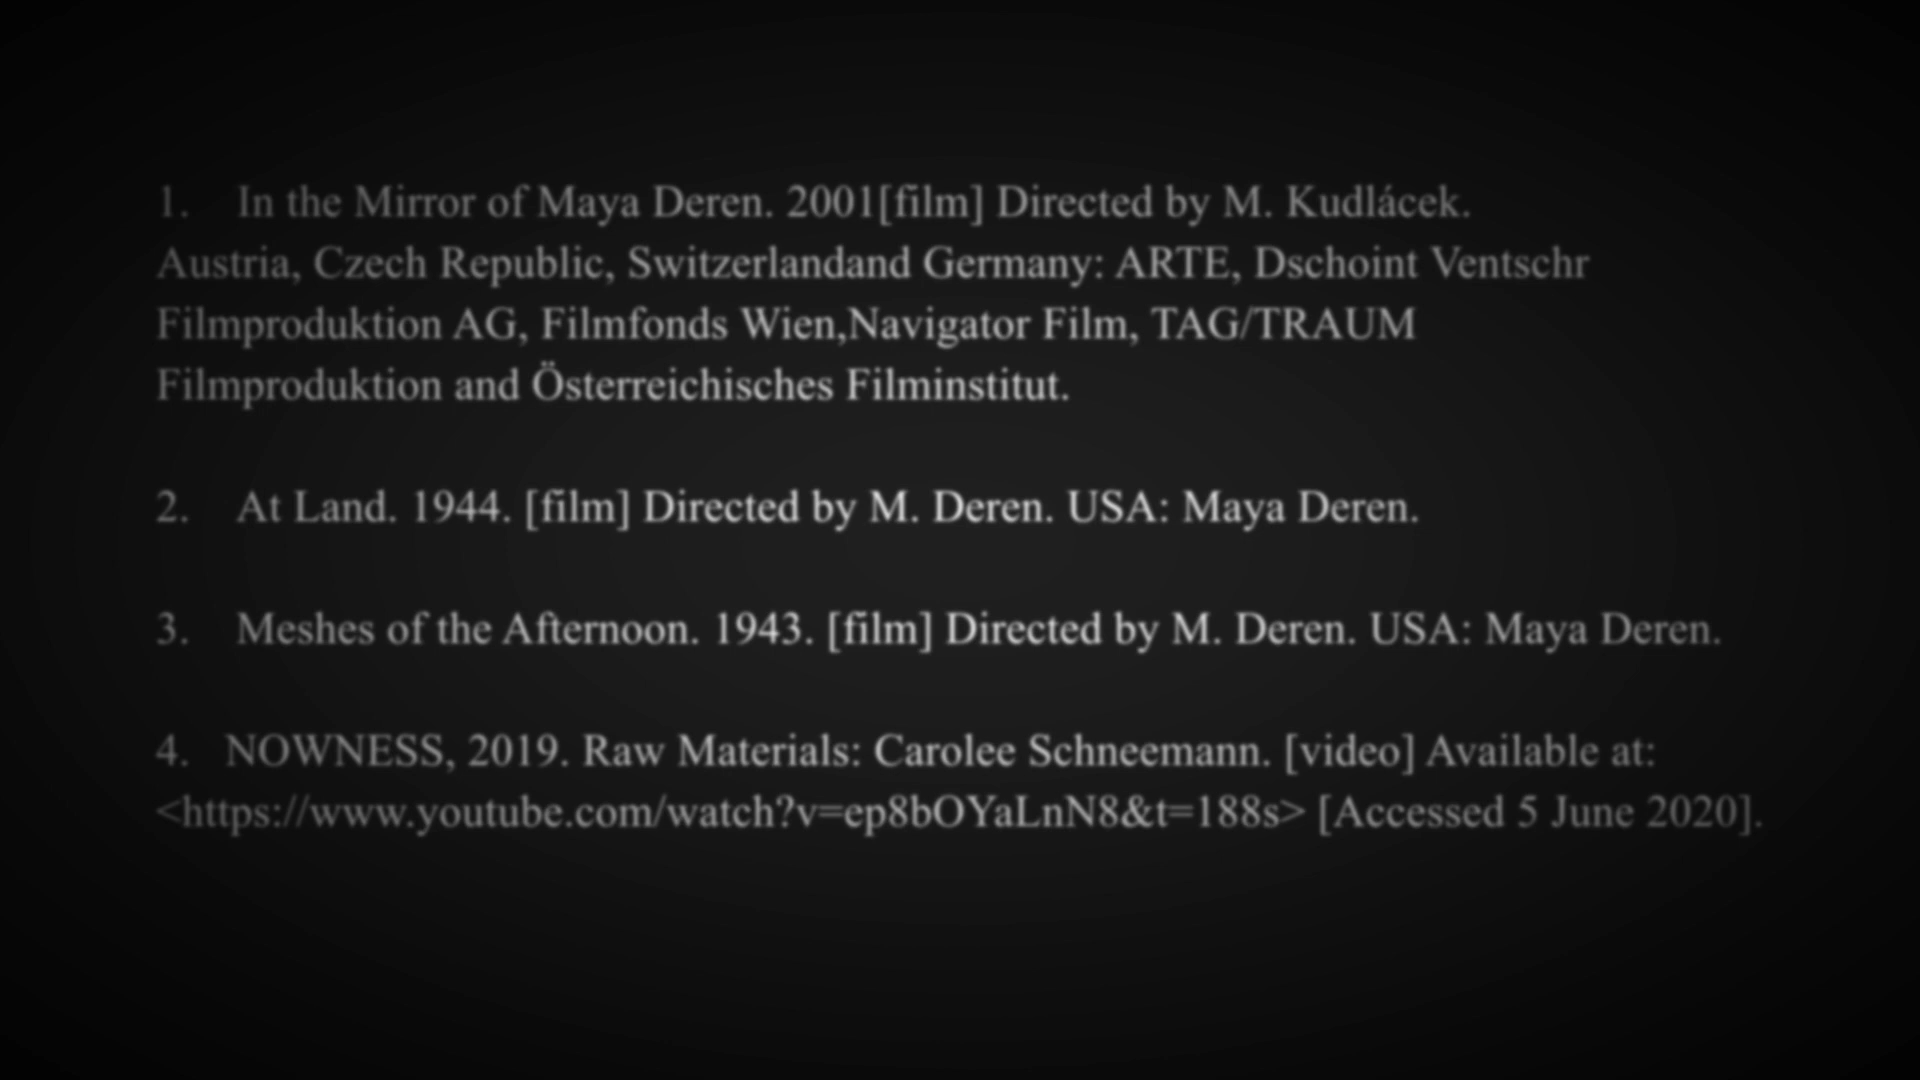 1. In the Mirror of Maya Deren. 2001[film] Directed by M. Kudlácek.
Austria, Czech Republic, Switzerlandand Germany: ARTE, Dschoint Ventschr
Filmproduktion AG, Filmfonds Wien,Navigator Film, TAG/TRAUM
Filmproduktion and Österreichisches Filminstitut.
2. At Land. 1944. [film] Directed by M. Deren. USA: Maya Deren.
3. Meshes of the Afternoon. 1943. [film] Directed by M. Deren. USA: Maya Deren.
4. NOWNESS, 2019. Raw Materials: Carolee Schneemann. [video] Available at:
<https://www.youtube.com/watch?v=ep8bOYaLnN8&t=188s> [Accessed 5 June 2020].